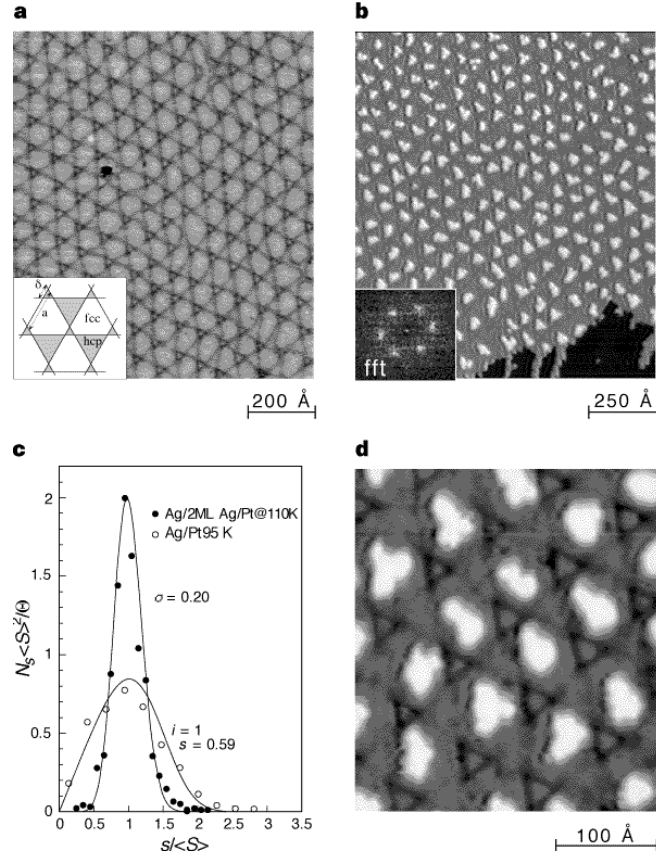 a
δ
a
fcc
hcp
200 Å
b
fft
250 Å
c
2
1.5
1
0.5
0
Ns<S>²/Θ
● Ag/2ML Ag/Pt@110K
○ Ag/Pt95 K
σ = 0.20
i = 1
s = 0.59
0 0.5 1 1.5 2 2.5 3 3.5
s/<S>
d
100 Å